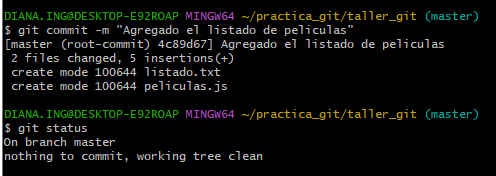 DIANA.ING@DESKTOP-E92ROAP MINGW64 ~/practica_git/taller_git (master)
$ git commit -m "Agregado el listado de peliculas"
[master (root-commit) 4c89d67] Agregado el listado de peliculas
 2 files changed, 5 insertions(+)
 create mode 100644 listado.txt
 create mode 100644 peliculas.js
DIANA.ING@DESKTOP-E92ROAP MINGW64 ~/practica_git/taller_git (master)
$ git status
On branch master
nothing to commit, working tree clean